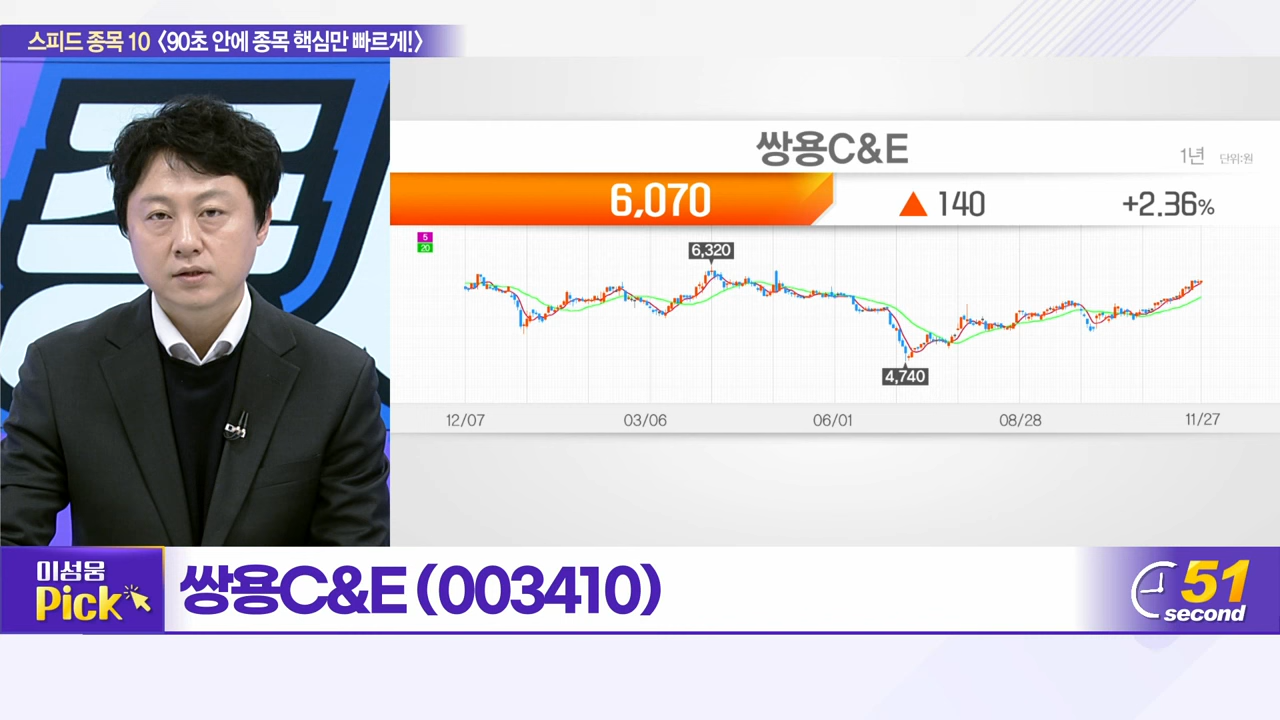 스피드 종목 10 〈90초 안에 종목 핵심만 빠르게!〉
쌍용C&E
1년 단위:원
6,070 ▲ 140 +2.36%
5
20
6,320
4,740
12/07 03/06 06/01 08/28 11/27
이성웅
Pick
쌍용C&E (003410)
51
second